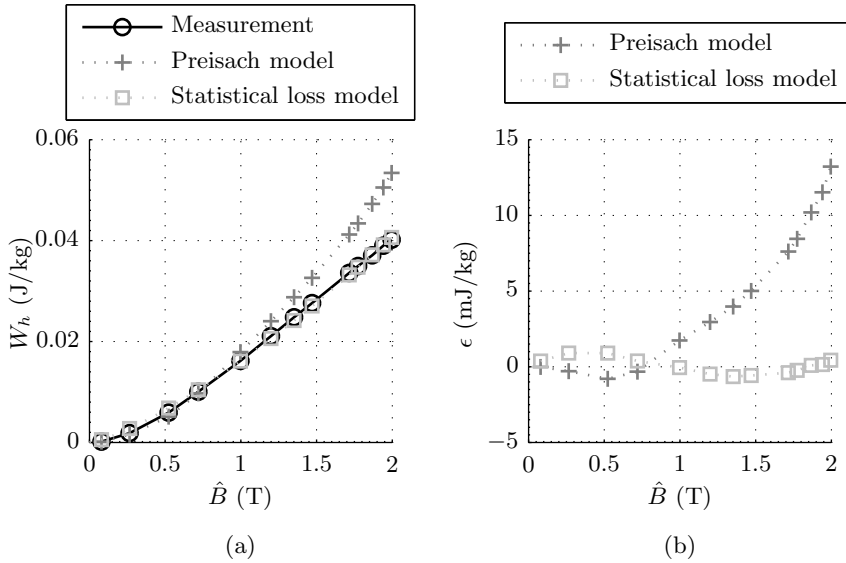 Measurement
Preisach model
Statistical loss model
0.06
0.04
0.02
0
0 0.5 1 1.5 2
W_h (J/kg)
B̂ (T)
(a)
Preisach model
Statistical loss model
15
10
5
0
−5
0 0.5 1 1.5 2
ϵ (mJ/kg)
B̂ (T)
(b)